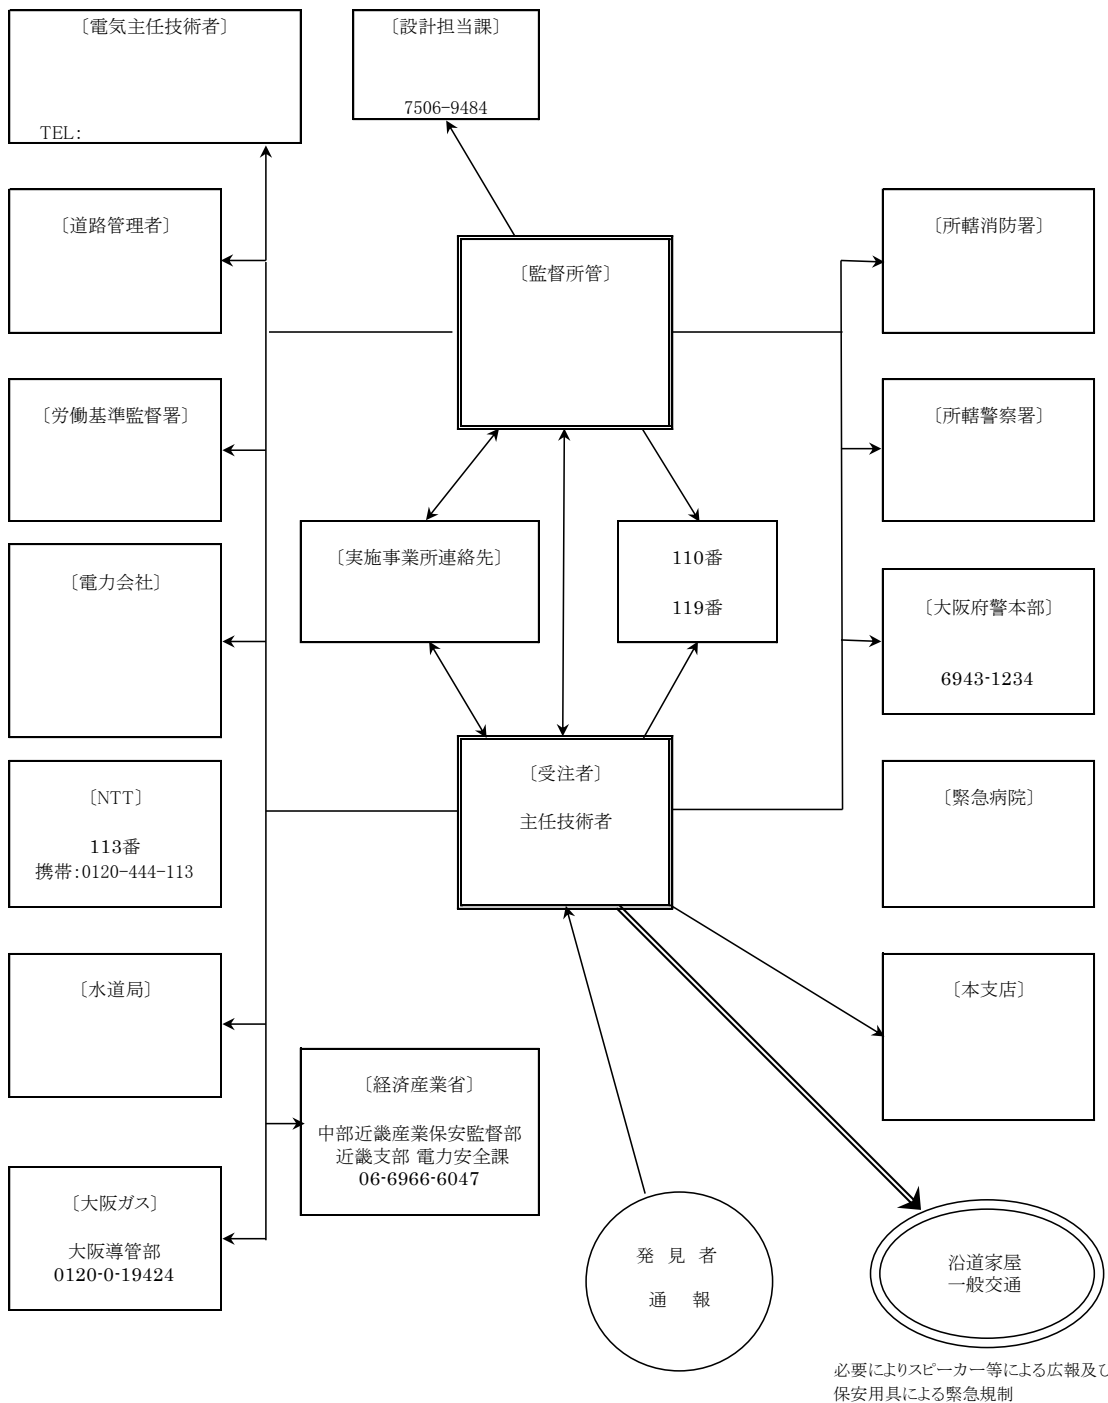 〔電気主任技術者〕
TEL:
〔設計担当課〕
7506-9484
〔道路管理者〕
〔監督所管〕
〔所轄消防署〕
〔労働基準監督署〕
〔所轄警察署〕
〔実施事業所連絡先〕
110番
119番
〔電力会社〕
〔大阪府警本部〕
6943-1234
〔NTT〕
113番
携帯:0120-444-113
〔受注者〕
主任技術者
〔緊急病院〕
〔水道局〕
〔本支店〕
〔経済産業省〕
中部近畿産業保安監督部
近畿支部 電力安全課
06-6966-6047
〔大阪ガス〕
大阪導管部
0120-0-19424
発 見 者
通 報
沿道家屋
一般交通
必要によりスピーカー等による広報及び
保安用具による緊急規制